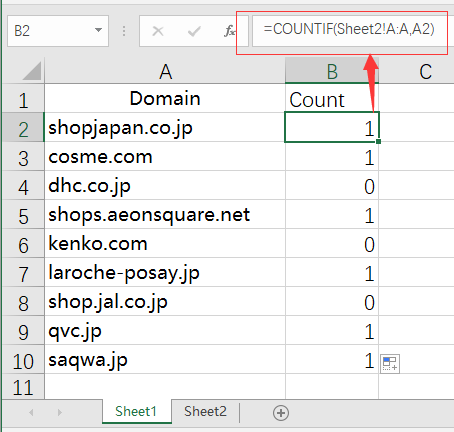 B2 =COUNTIF(Sheet2!A:A,A2)
A B C
1 Domain Count
2 shopjapan.co.jp 1
3 cosme.com 1
4 dhc.co.jp 0
5 shops.aeonsquare.net 1
6 kenko.com 0
7 laroche-posay.jp 1
8 shop.jal.co.jp 0
9 qvc.jp 1
10 saqwa.jp 1
11
Sheet1 Sheet2